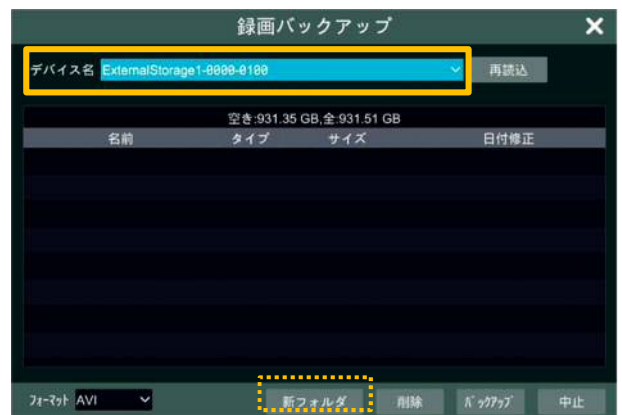 録画バックアップ
デバイス名 ExternalStorage1-0000-0100 再読込
空き:931.35 GB,全:931.51 GB
名前 タイプ サイズ 日付修正
ﾌｫｰﾏｯﾄ AVI 新フォルダ 削除 ﾊﾞｯｸｱｯﾌﾟ 中止